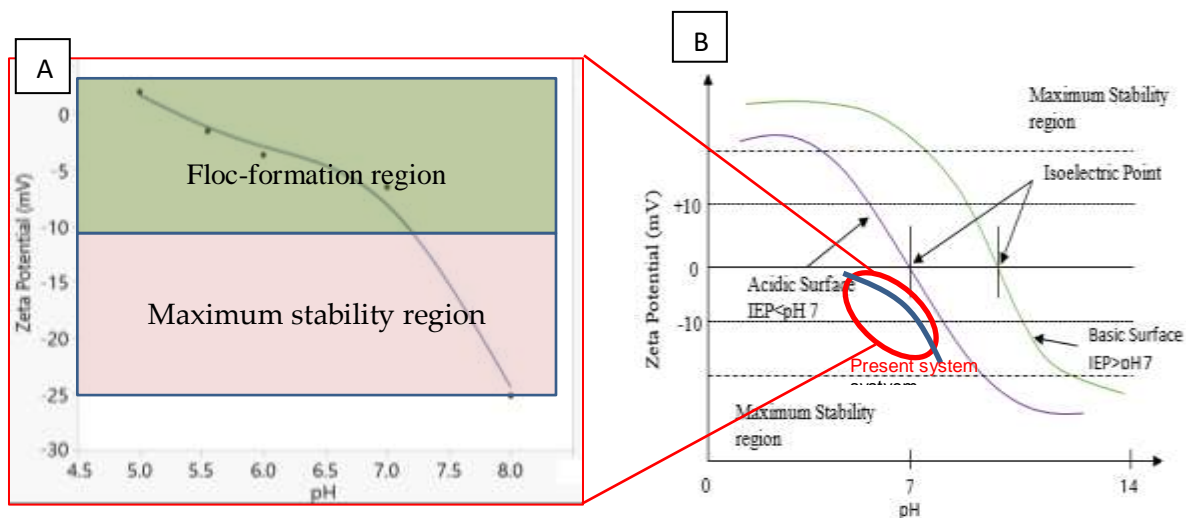 A
0
-5
-10
-15
-20
-25
-30
Zeta Potential (mV)
Floc-formation region
Maximum stability region
4.5 5.0 5.5 6.0 6.5 7.0 7.5 8.0
pH
B
Maximum Stability
region
Isoelectric Point
+10
0
-10
Zeta Potential (mV)
Acidic Surface
IEP<pH 7
Basic Surface
IEP>pH7
Present system
Maximum Stability
region
0 7 14
pH